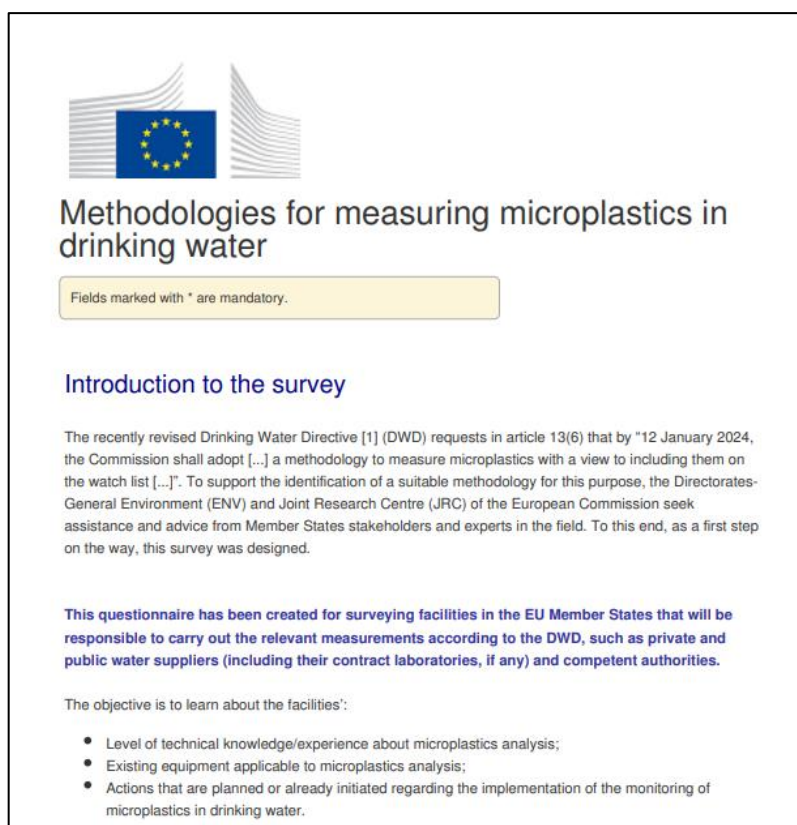 Methodologies for measuring microplastics in
drinking water
Fields marked with * are mandatory.
Introduction to the survey
The recently revised Drinking Water Directive [1] (DWD) requests in article 13(6) that by “12 January 2024,
the Commission shall adopt [...] a methodology to measure microplastics with a view to including them on
the watch list [...]”. To support the identification of a suitable methodology for this purpose, the Directorates-
General Environment (ENV) and Joint Research Centre (JRC) of the European Commission seek
assistance and advice from Member States stakeholders and experts in the field. To this end, as a first step
on the way, this survey was designed.
This questionnaire has been created for surveying facilities in the EU Member States that will be
responsible to carry out the relevant measurements according to the DWD, such as private and
public water suppliers (including their contract laboratories, if any) and competent authorities.
The objective is to learn about the facilities’:
● Level of technical knowledge/experience about microplastics analysis;
● Existing equipment applicable to microplastics analysis;
● Actions that are planned or already initiated regarding the implementation of the monitoring of
microplastics in drinking water.